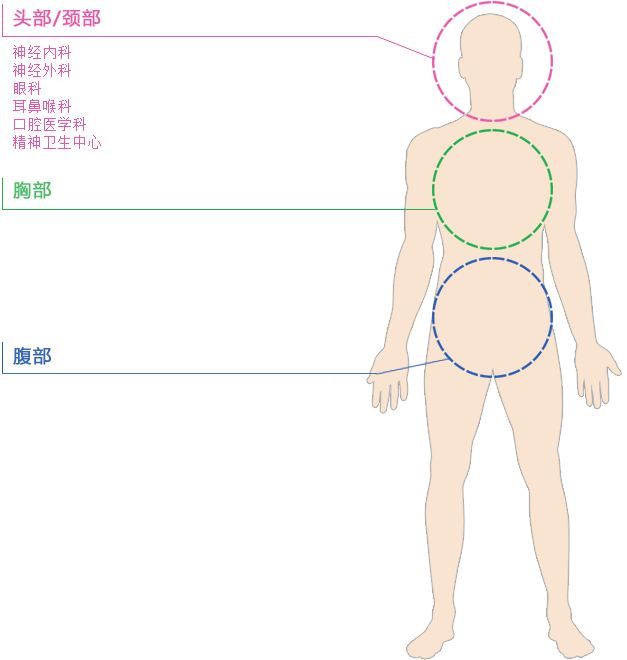 头部/颈部
神经内科
神经外科
眼科
耳鼻喉科
口腔医学科
精神卫生中心
胸部
腹部